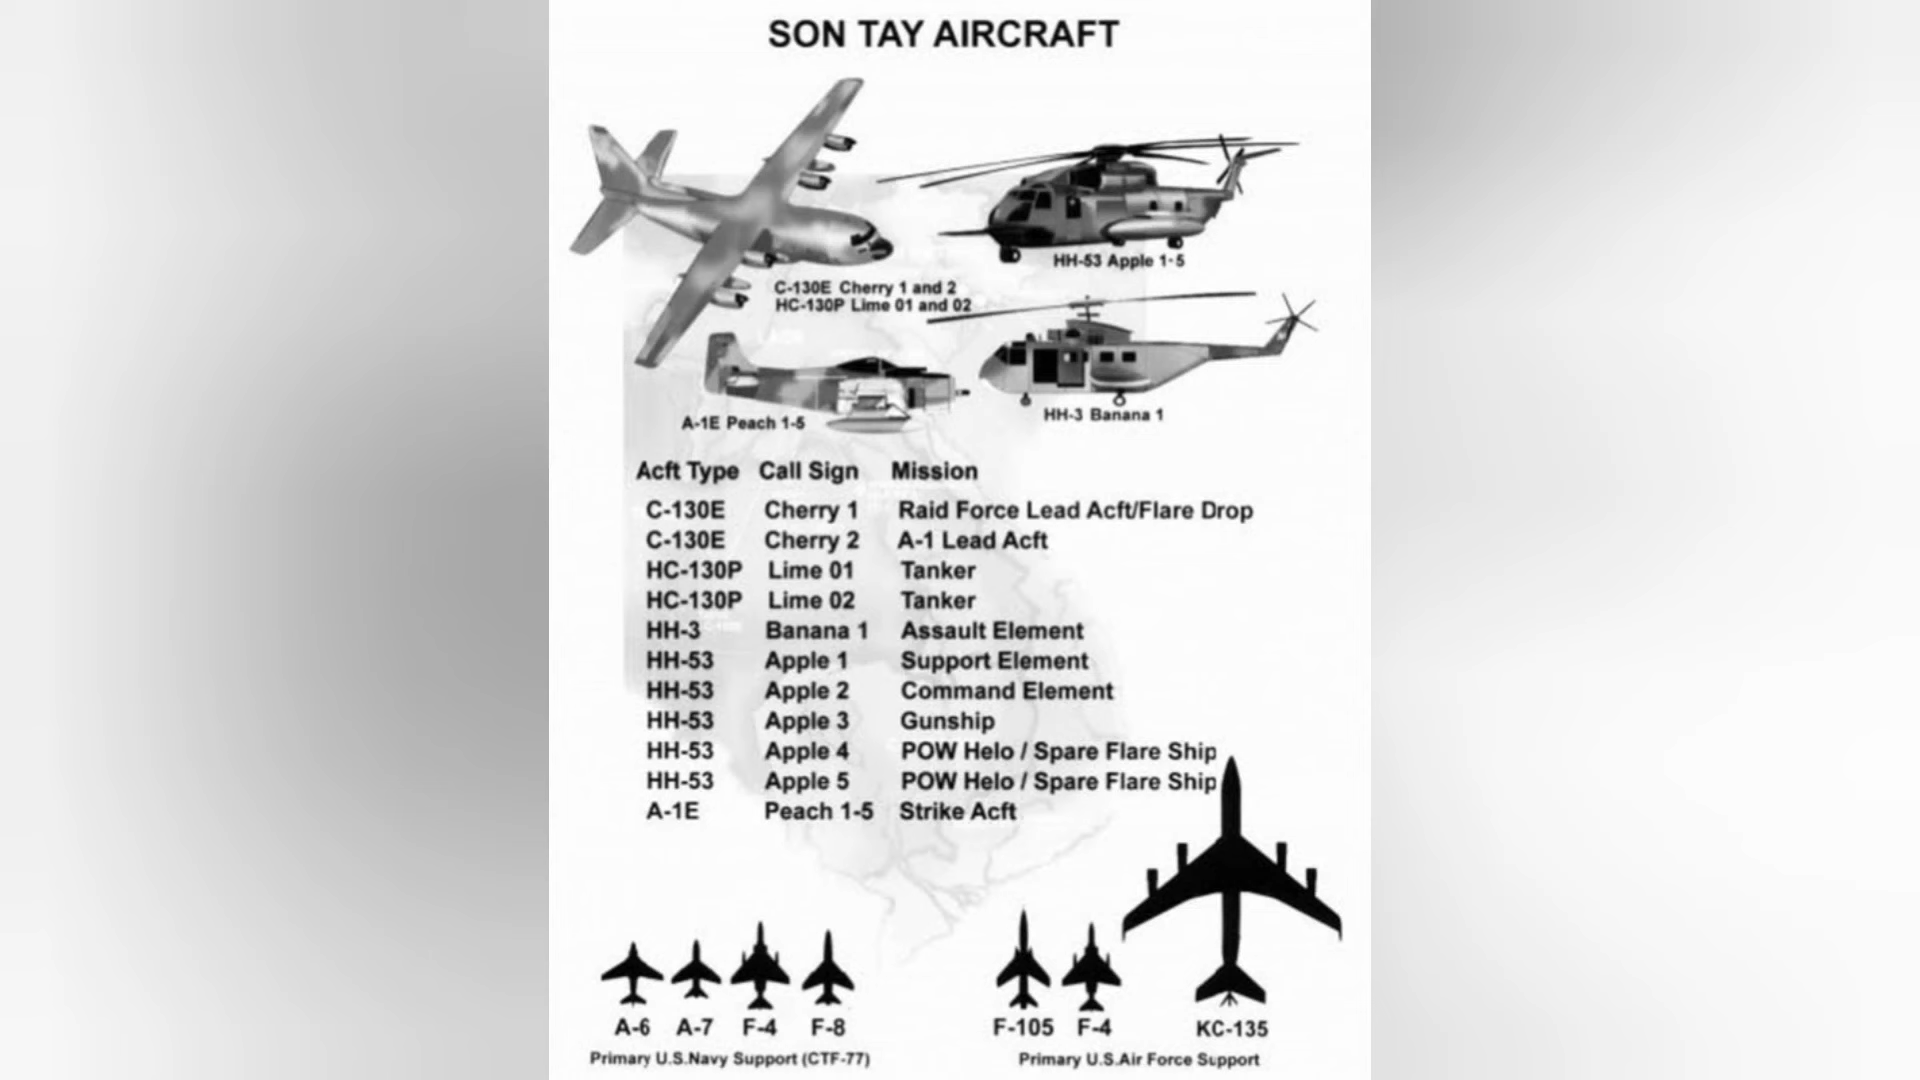 SON TAY AIRCRAFT
HH-53 Apple 1-5
C-130E Cherry 1 and 2
HC-130P Lime 01 and 02
HH-3 Banana 1
A-1E Peach 1-5
Acft Type Call Sign Mission
C-130E Cherry 1 Raid Force Lead Acft/Flare Drop
C-130E Cherry 2 A-1 Lead Acft
HC-130P Lime 01 Tanker
HC-130P Lime 02 Tanker
HH-3 Banana 1 Assault Element
HH-53 Apple 1 Support Element
HH-53 Apple 2 Command Element
HH-53 Apple 3 Gunship
HH-53 Apple 4 POW Helo / Spare Flare Ship
HH-53 Apple 5 POW Helo / Spare Flare Ship
A-1E Peach 1-5 Strike Acft
A-6 A-7 F-4 F-8
Primary U.S.Navy Support (CTF-77)
F-105 F-4 KC-135
Primary U.S.Air Force Support